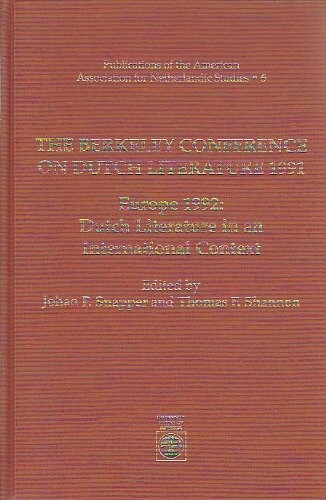 Publications of the American
Association for Netherlandic Studies • 6
THE BERKELEY CONFERENCE
ON DUTCH LITERATURE 1991
Europe 1992:
Dutch Literature in an
International Context
Edited by
Johan P. Snapper and Thomas F. Shannon